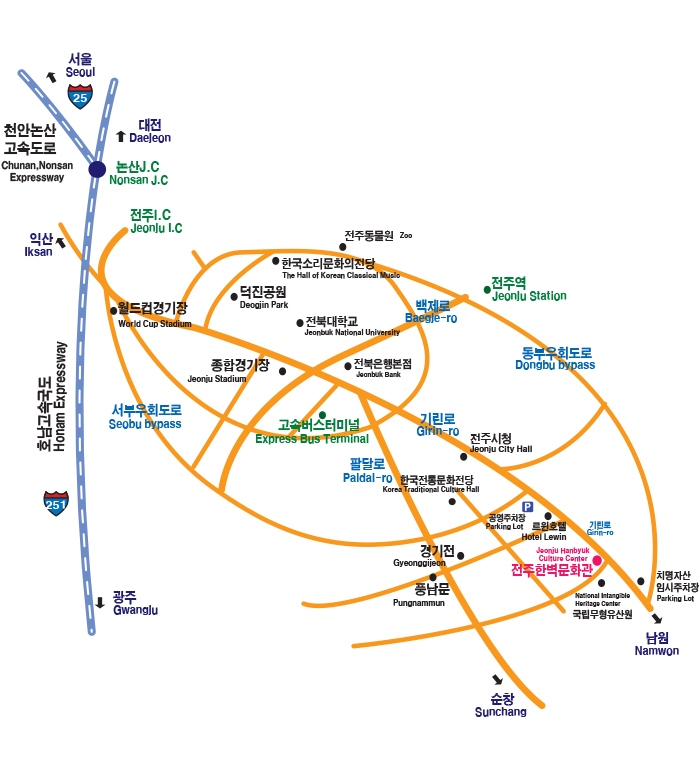 서울
Seoul
25
대전
Daejeon
천안논산
고속도로
Chunan,Nonsan
Expressway
논산J.C
Nonsan J.C
전주I.C
Jeonju I.C
익산
Iksan
전주동물원 Zoo
한국소리문화의전당
The Hall of Korean Classical Music
덕진공원
Deogjin Park
전주역
Jeonju Station
월드컵경기장
World Cup Stadium
백제로
Baegje-ro
전북대학교
Jeonbuk National University
종합경기장
Jeonju Stadium
전북은행본점
Jeonbuk Bank
동부우회도로
Dongbu bypass
호남고속국도
Honam Expressway
서부우회도로
Seobu bypass
고속버스터미널
Express Bus Terminal
기린로
Girin-ro
전주시청
Jeonju City Hall
팔달로
Paldal-ro
한국전통문화전당
Korea Traditional Culture Hall
251
P
공영주차장
Parking Lot
르윈호텔
Hotel Lewin
기린로
Girin-ro
경기전
Gyeonggijeon
Jeonju Hanbyuk
Culture Center
전주한벽문화관
풍남문
Pungnammun
치명자산
임시주차장
Parking Lot
National Intangible
Heritage Center
국립무형유산원
광주
Gwangju
남원
Namwon
순창
Sunchang